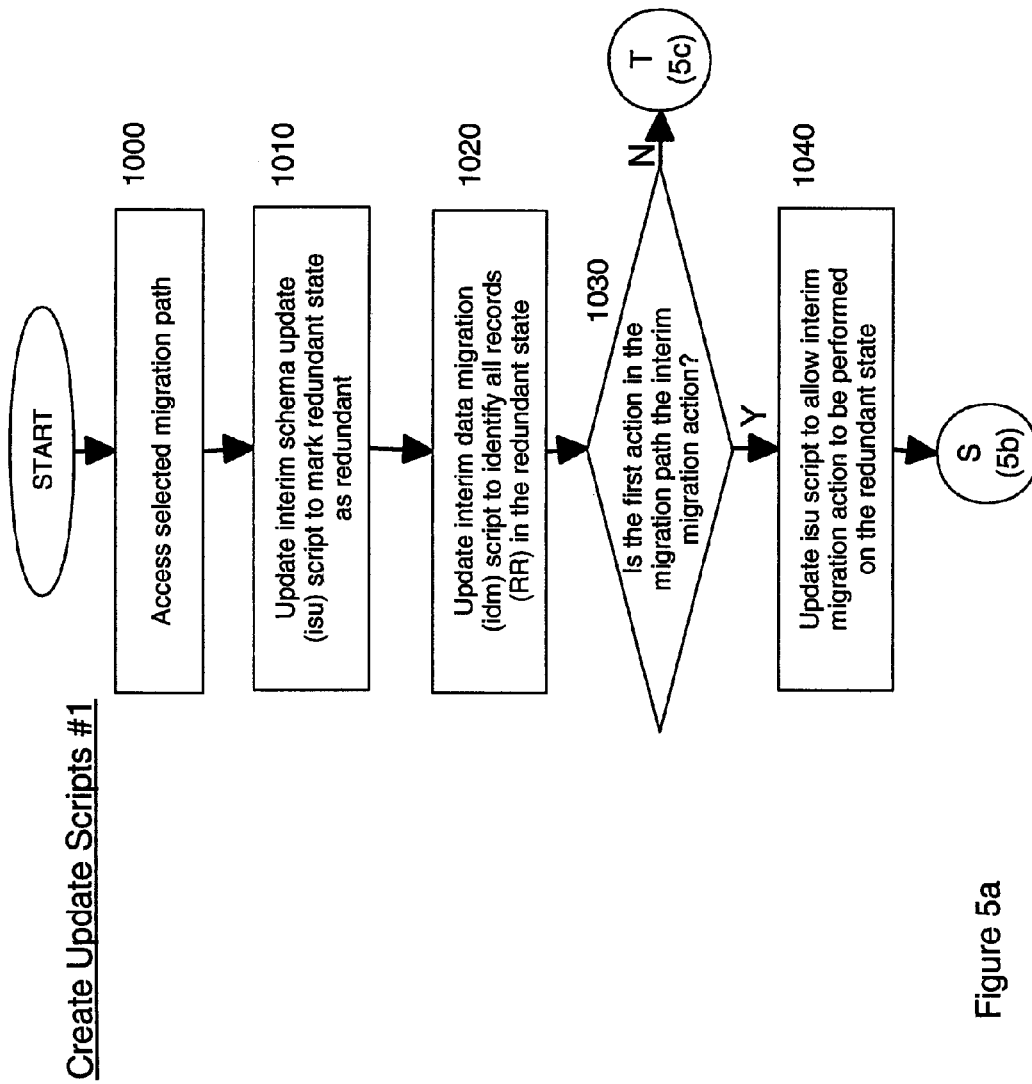 Create Update Scripts #1
START
Access selected migration path
1000
Update interim schema update
(isu) script to mark redundant state
as redundant
1010
Update interim data migration
(idm) script to identify all records
(RR) in the redundant state
1020
Is the first action in the
migration path the interim
migration action?
1030
N
T
(5c)
Y
Update isu script to allow interim
migration action to be performed
on the redundant state
1040
S
(5b)
Figure 5a